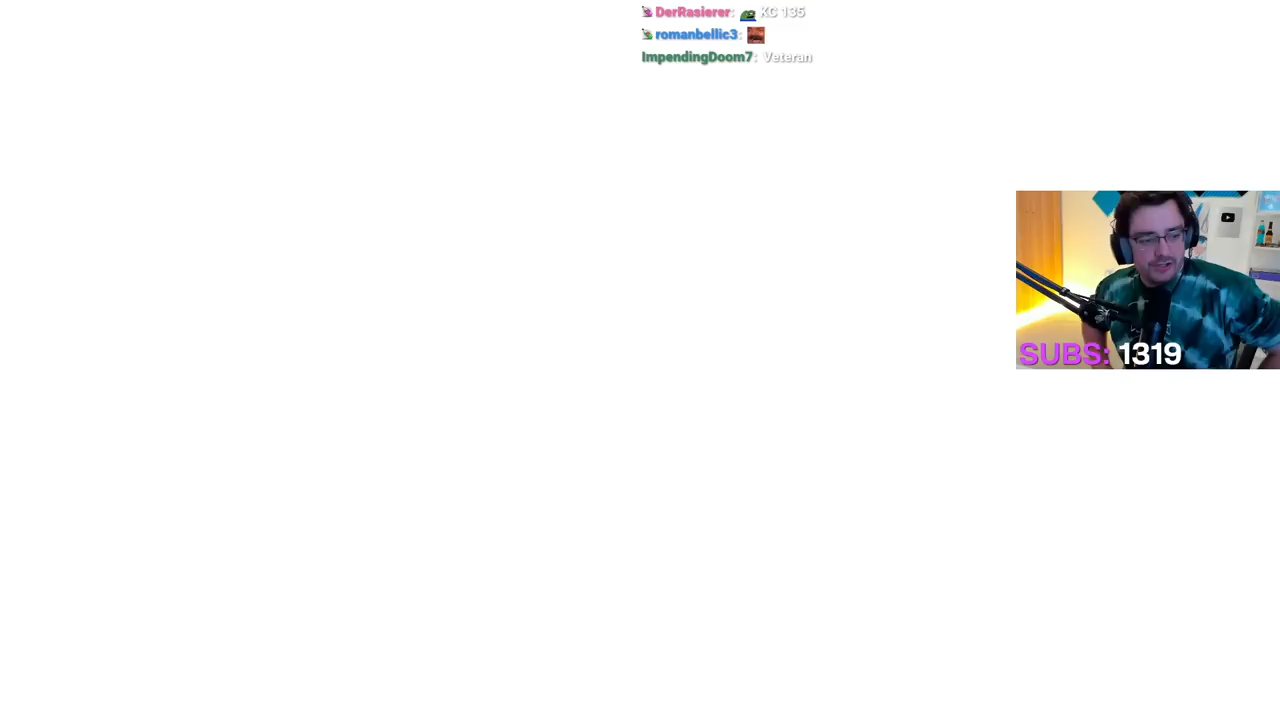 DerRasierer: KC 135
romanbellic3:
ImpendingDoom7: Veteran
SUBS: 1319